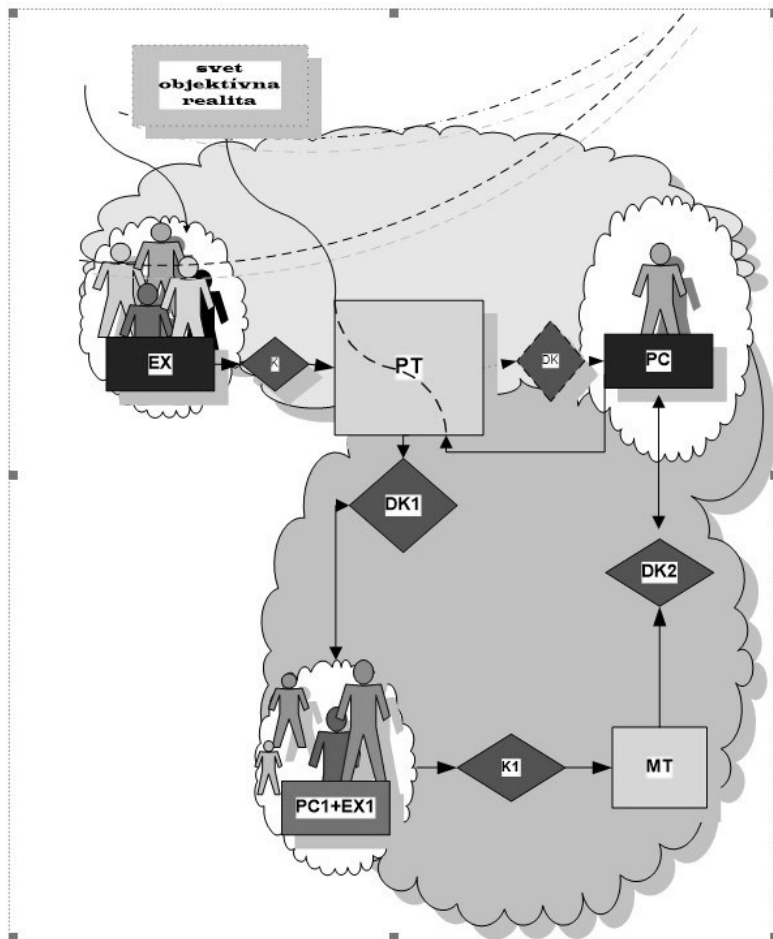 svet
objektívna
realita
EX
K
PT
DK
PC
DK1
DK2
PC1+EX1
K1
MT